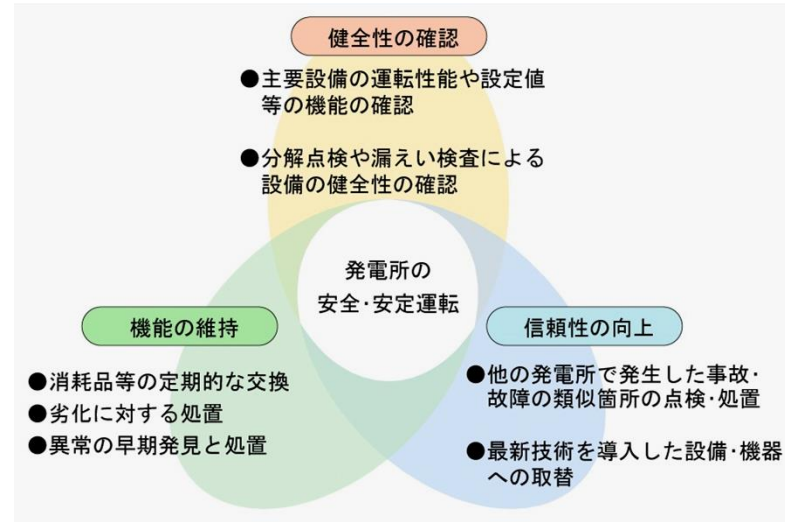 健全性の確認
●主要設備の運転性能や設定値
等の機能の確認
●分解点検や漏えい検査による
設備の健全性の確認
発電所の
安全・安定運転
機能の維持
●消耗品等の定期的な交換
●劣化に対する処置
●異常の早期発見と処置
信頼性の向上
●他の発電所で発生した事故・
故障の類似箇所の点検・処置
●最新技術を導入した設備・機器
への取替